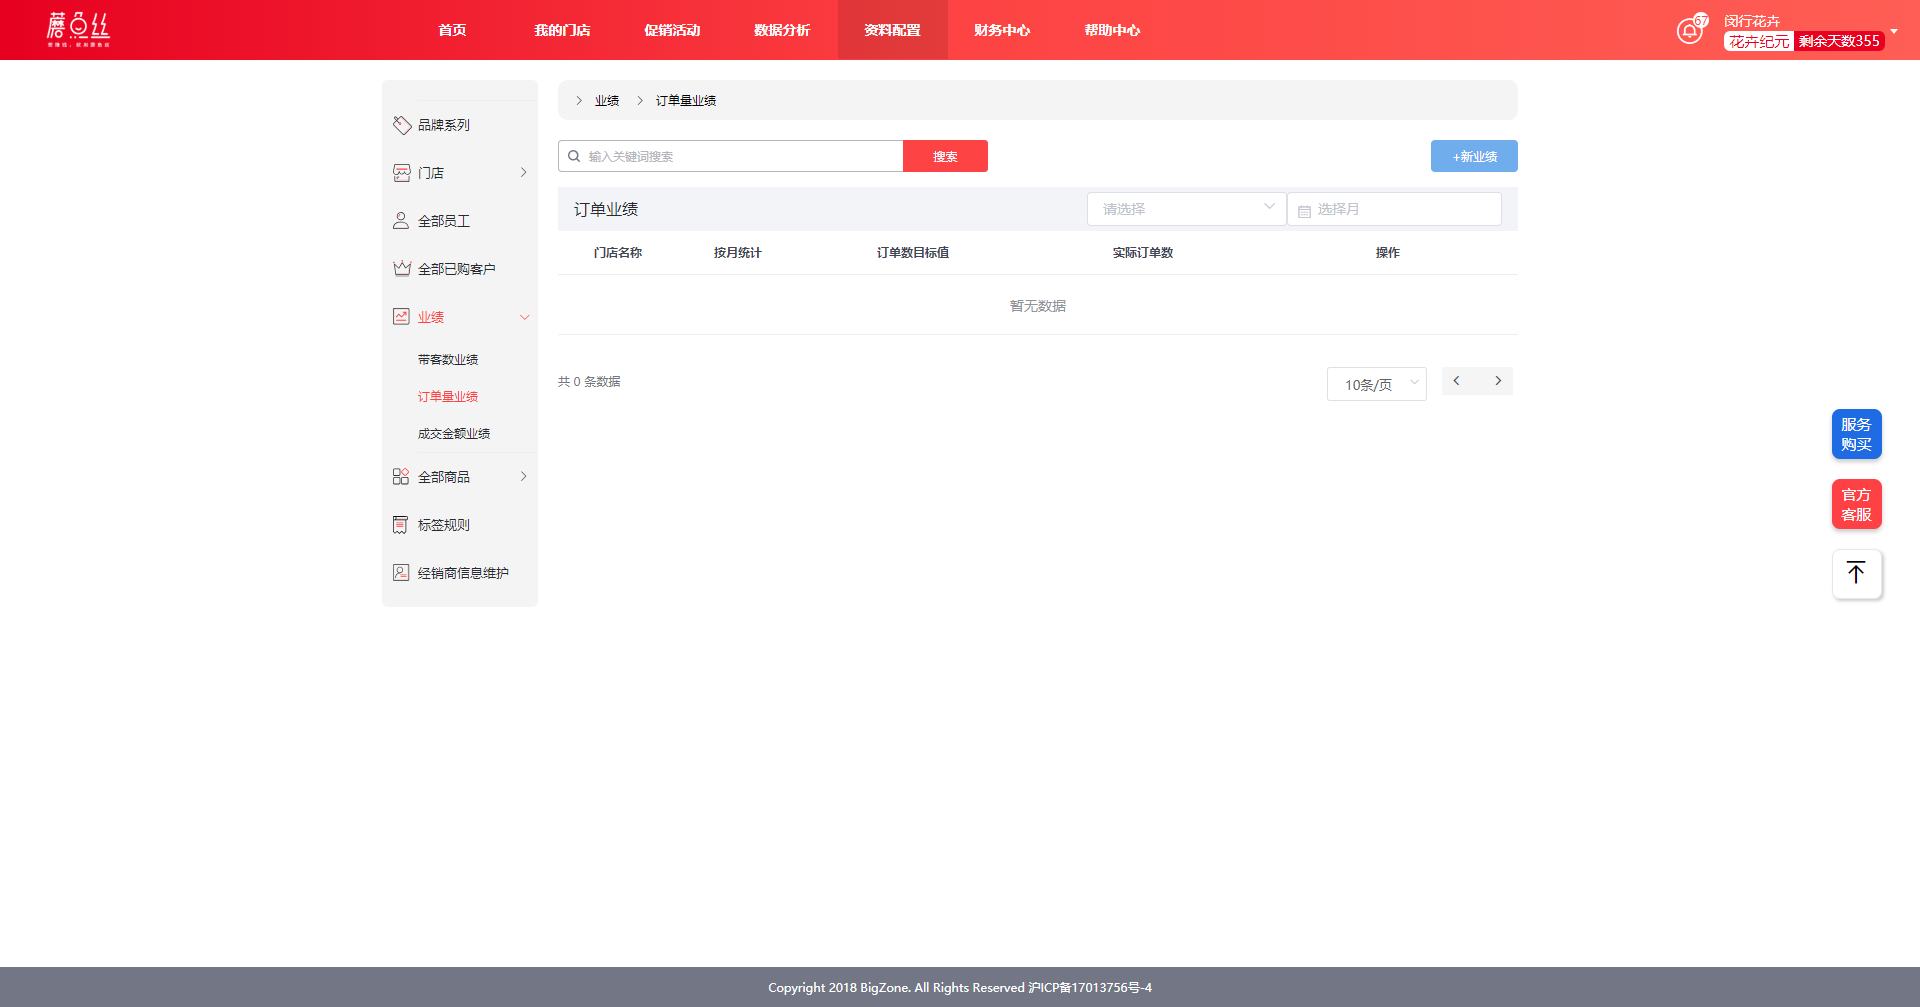 蘑鱼丝
首页 我的门店 促销活动 数据分析 资料配置 财务中心 帮助中心
67
闵行花卉
花卉纪元 剩余天数355
品牌系列
门店
全部员工
全部已购客户
业绩
带客数业绩
订单量业绩
成交金额业绩
全部商品
标签规则
经销商信息维护
业绩 订单量业绩
输入关键词搜索 搜索 +新业绩
订单业绩 请选择 选择月
门店名称 按月统计 订单数目标值 实际订单数 操作
暂无数据
共 0 条数据 10条/页
服务
购买
官方
客服
Copyright 2018 BigZone. All Rights Reserved 沪ICP备17013756号-4